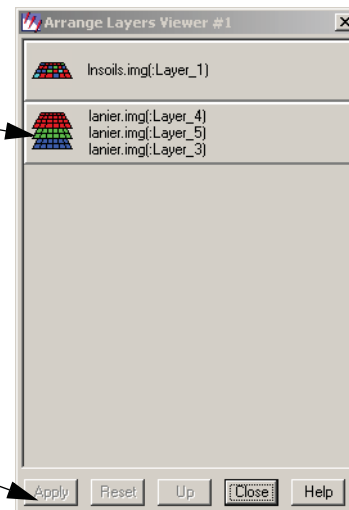 Arrange Layers Viewer #1
lnsoils.img(:Layer_1)
lanier.img(:Layer_4)
lanier.img(:Layer_5)
lanier.img(:Layer_3)
Apply Reset Up Close Help